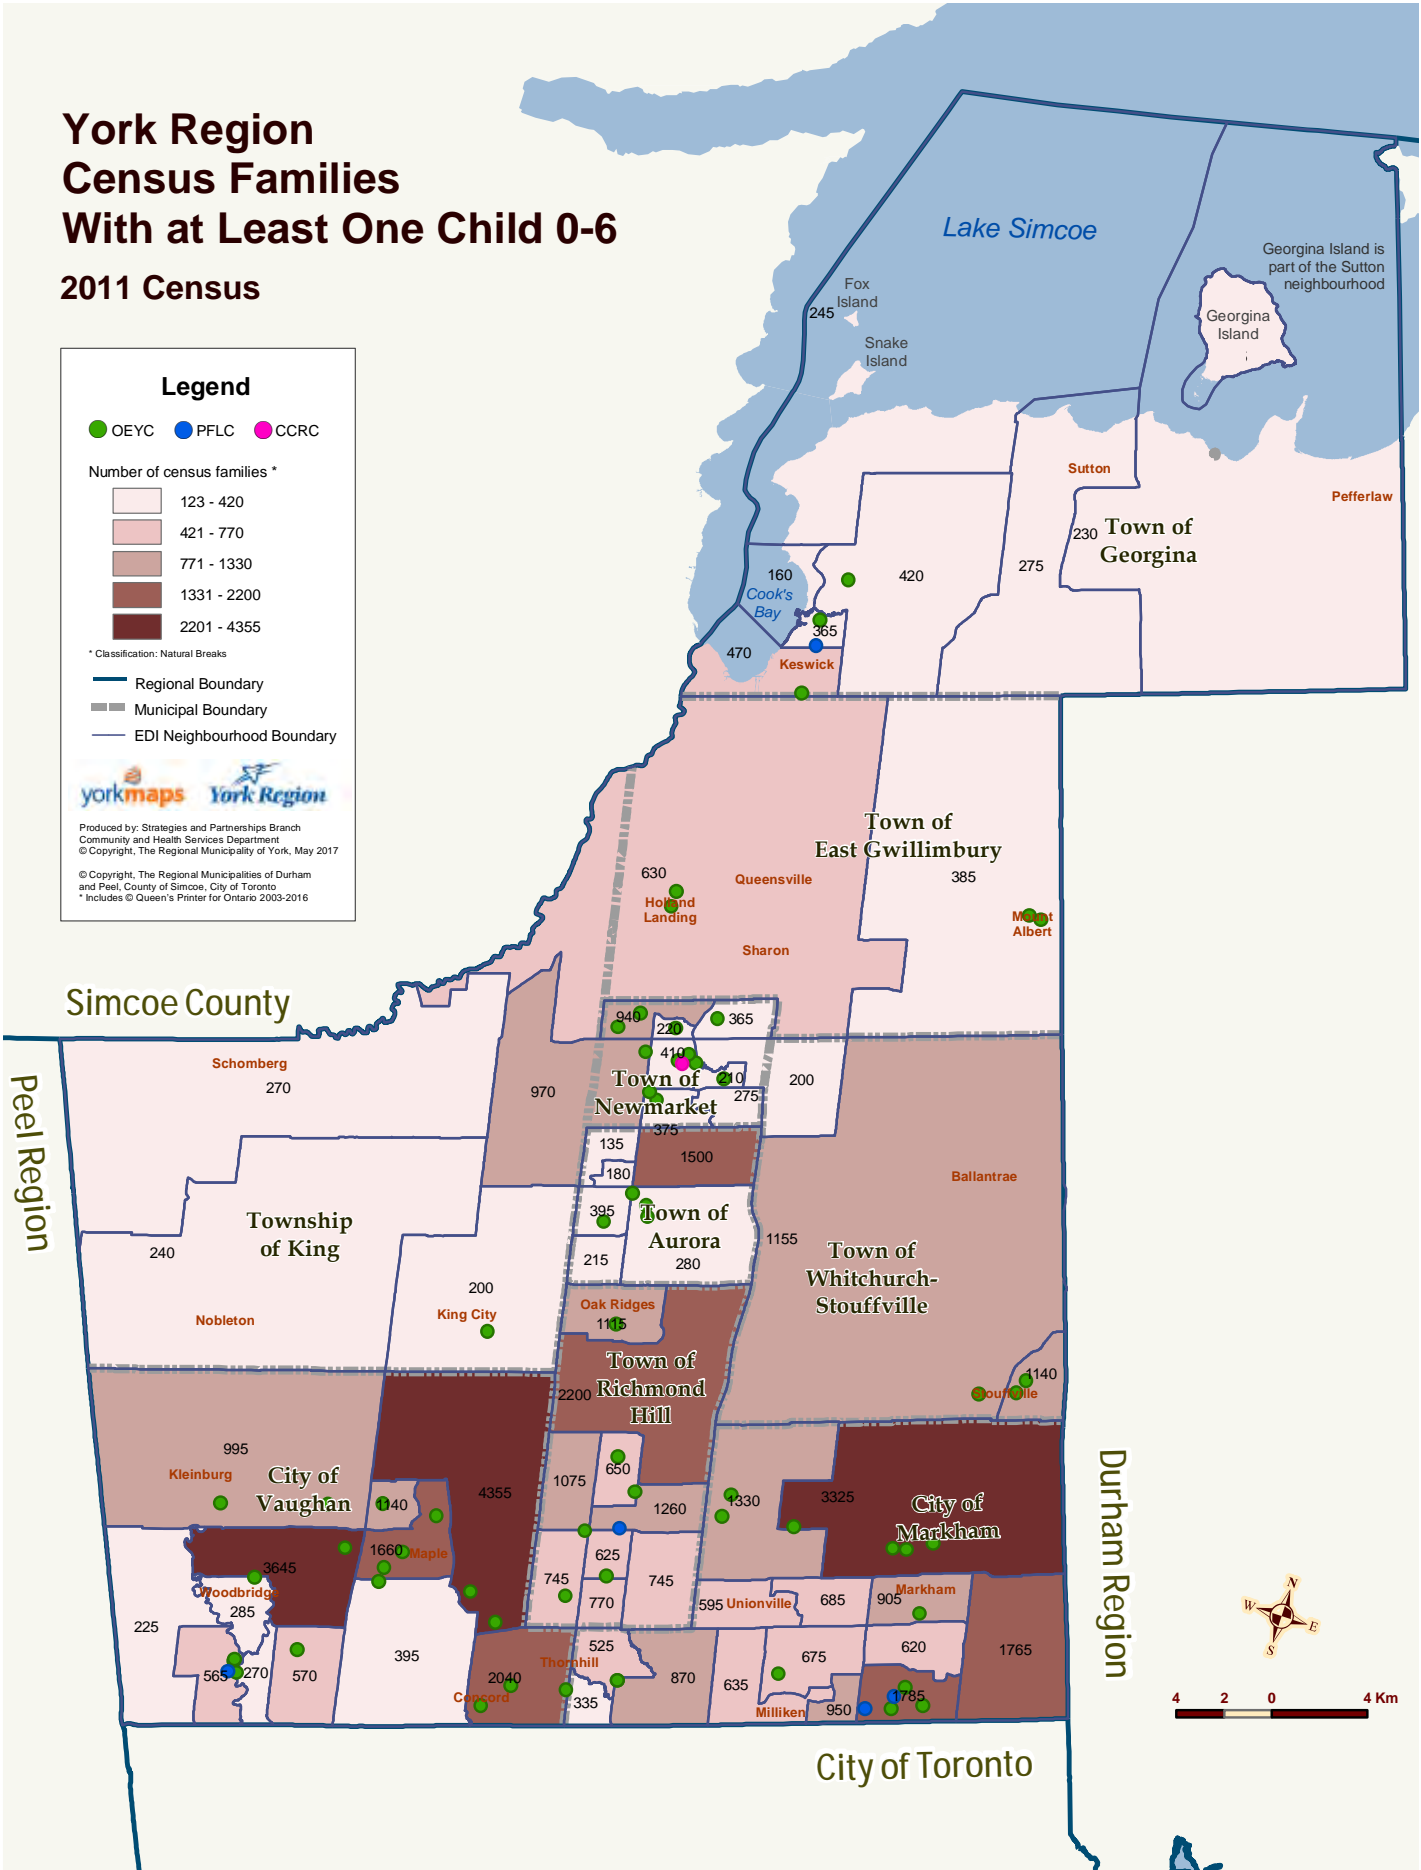 York Region
Census Families
With at Least One Child 0-6
2011 Census
Legend
OEYC
PFLC
CCRC
Number of census families *
123 - 420
421 - 770
771 - 1330
1331 - 2200
2201 - 4355
* Classification: Natural Breaks
Regional Boundary
Municipal Boundary
EDI Neighbourhood Boundary
yorkmaps
York Region
Produced by: Strategies and Partnerships Branch
Community and Health Services Department
© Copyright, The Regional Municipality of York, May 2017
© Copyright, The Regional Municipalities of Durham
and Peel, County of Simcoe, City of Toronto
* Includes © Queen's Printer for Ontario 2003-2016
Lake Simcoe
Georgina Island is
part of the Sutton
neighbourhood
Fox
Island
245
Georgina
Island
Snake
Island
Sutton
Pefferlaw
230
Town of
Georgina
275
420
160
Cook's
Bay
365
470
Keswick
Town of
East Gwillimbury
385
630
Queensville
Holland
Landing
Mount
Albert
Sharon
Simcoe County
940
220
365
410
Schomberg
270
970
Town of
Newmarket
210
275
200
375
135
1500
180
Peel Region
Ballantrae
395
Town of
Aurora
Township
of King
240
215
280
1155
Town of
Whitchurch-
Stouffville
200
King City
Nobleton
Oak Ridges
1115
Town of
Richmond
Hill
2200
1140
Stouffville
995
Kleinburg
City of
Vaughan
1140
4355
1075
650
1260
1330
3325
City of
Markham
Durham Region
1660
Maple
3645
Woodbridge
285
225
745
625
770
745
595
Unionville
685
905
Markham
565
270
570
395
2040
Concord
Thornhill
525
335
870
635
675
620
1765
950
1785
Milliken
N
W
E
S
4
2
0
4 Km
City of Toronto